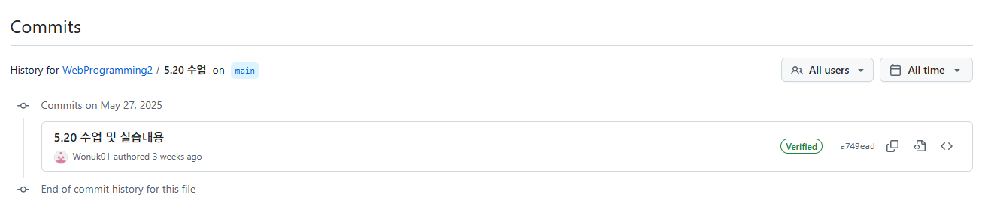 Commits
History for WebProgramming2 / 5.20 수업 on main
All users
All time
Commits on May 27, 2025
5.20 수업 및 실습내용
Wonuk01 authored 3 weeks ago
Verified
a749ead
End of commit history for this file